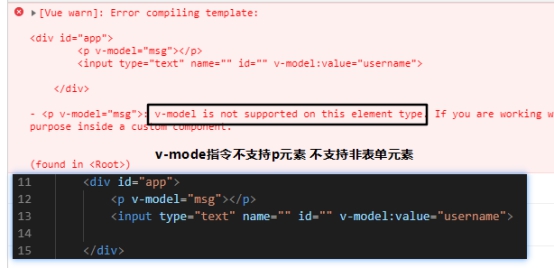 [Vue warn]: Error compiling template:
<div id="app">
<p v-model="msg"></p>
<input type="text" name="" id="" v-model:value="username">
</div>
- <p v-model="msg">: v-model is not supported on this element type. If you are working w
purpose inside a custom component.
v-mode指令不支持p元素 不支持非表单元素
(found in <Root>)
11 <div id="app">
12 <p v-model="msg"></p>
13 <input type="text" name="" id="" v-model:value="username">
14
15 </div>